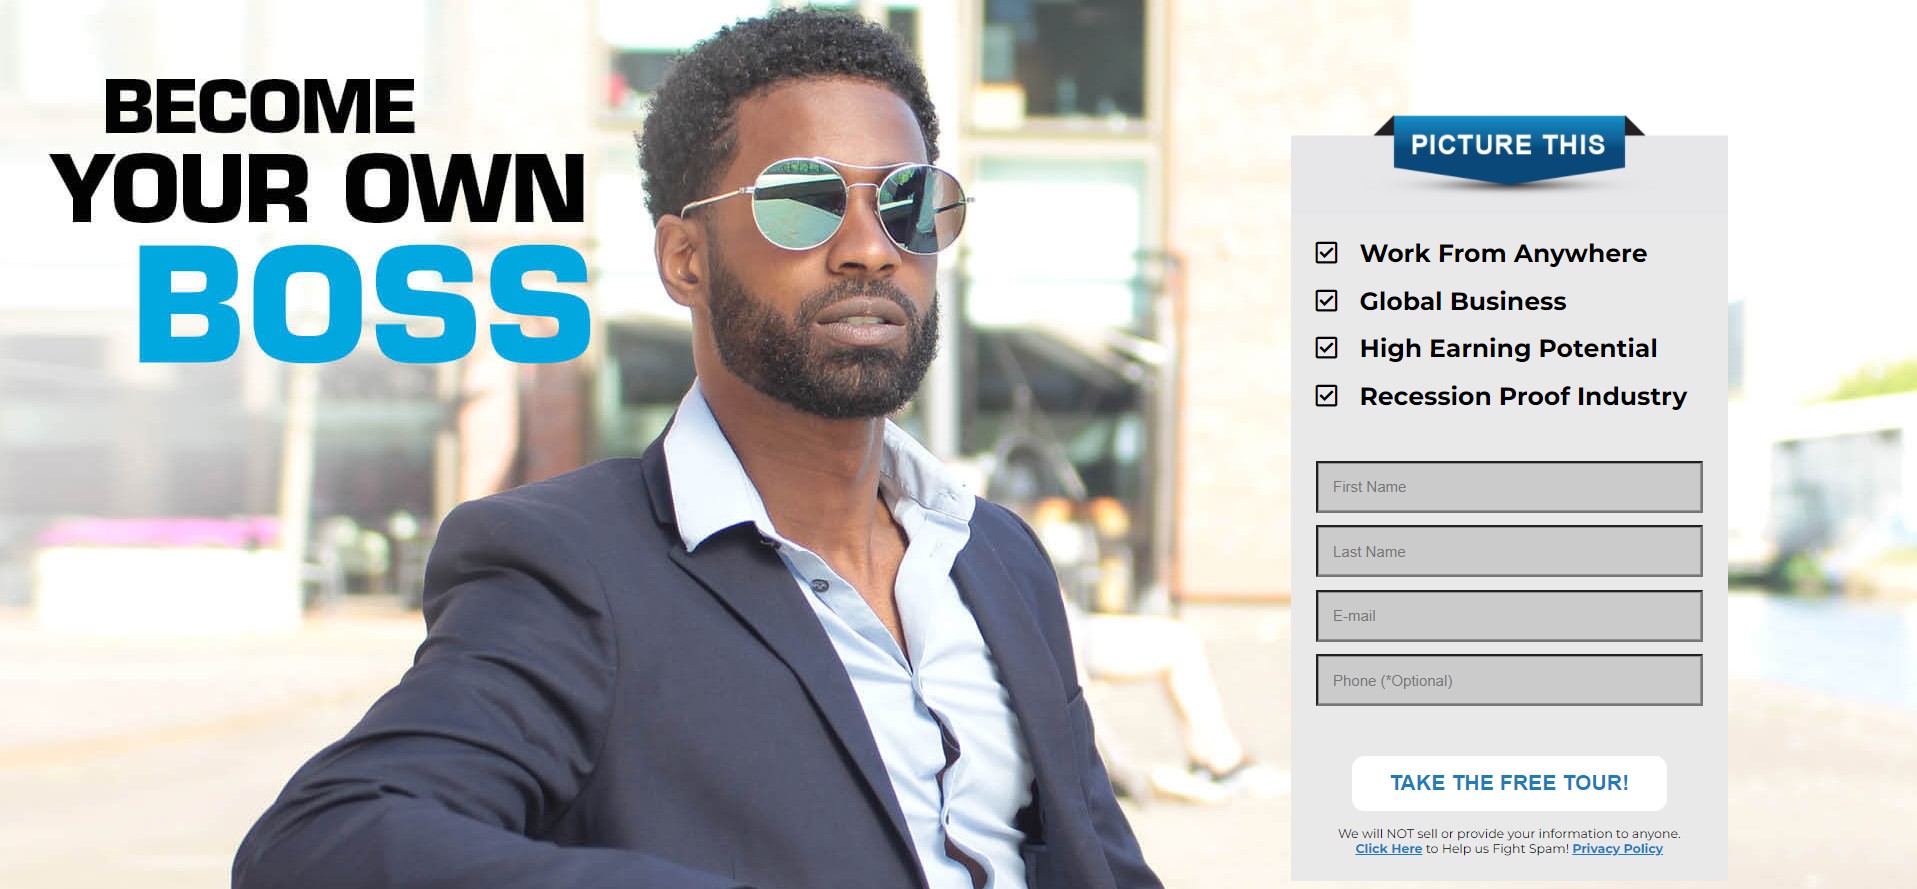 BECOME
YOUR OWN
BOSS
PICTURE THIS
Work From Anywhere
Global Business
High Earning Potential
Recession Proof Industry
First Name
Last Name
E-mail
Phone (*Optional)
TAKE THE FREE TOUR!
We will NOT sell or provide your information to anyone.
Click Here to Help us Fight Spam! Privacy Policy